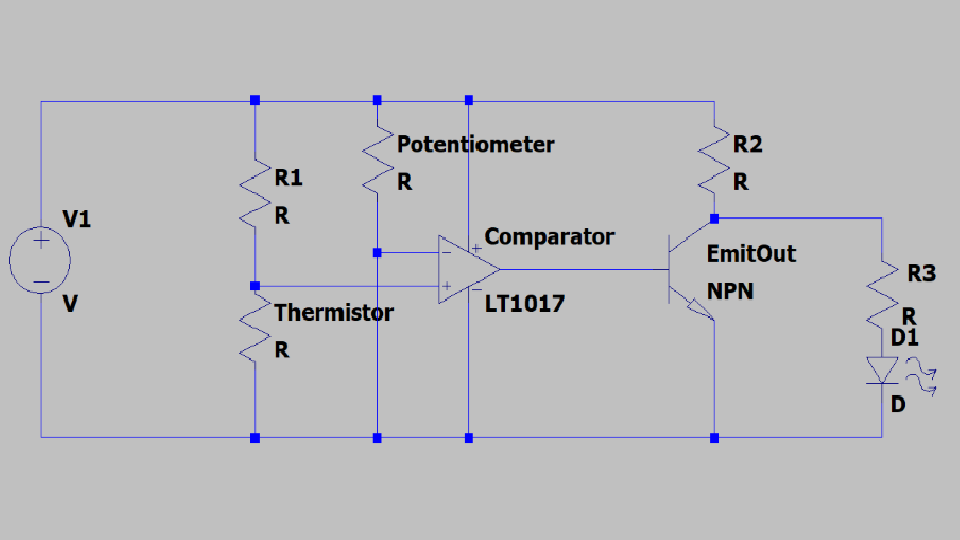 V1
V
R1
R
Thermistor
R
Potentiometer
R
Comparator
LT1017
R2
R
EmitOut
NPN
R3
R
D1
D